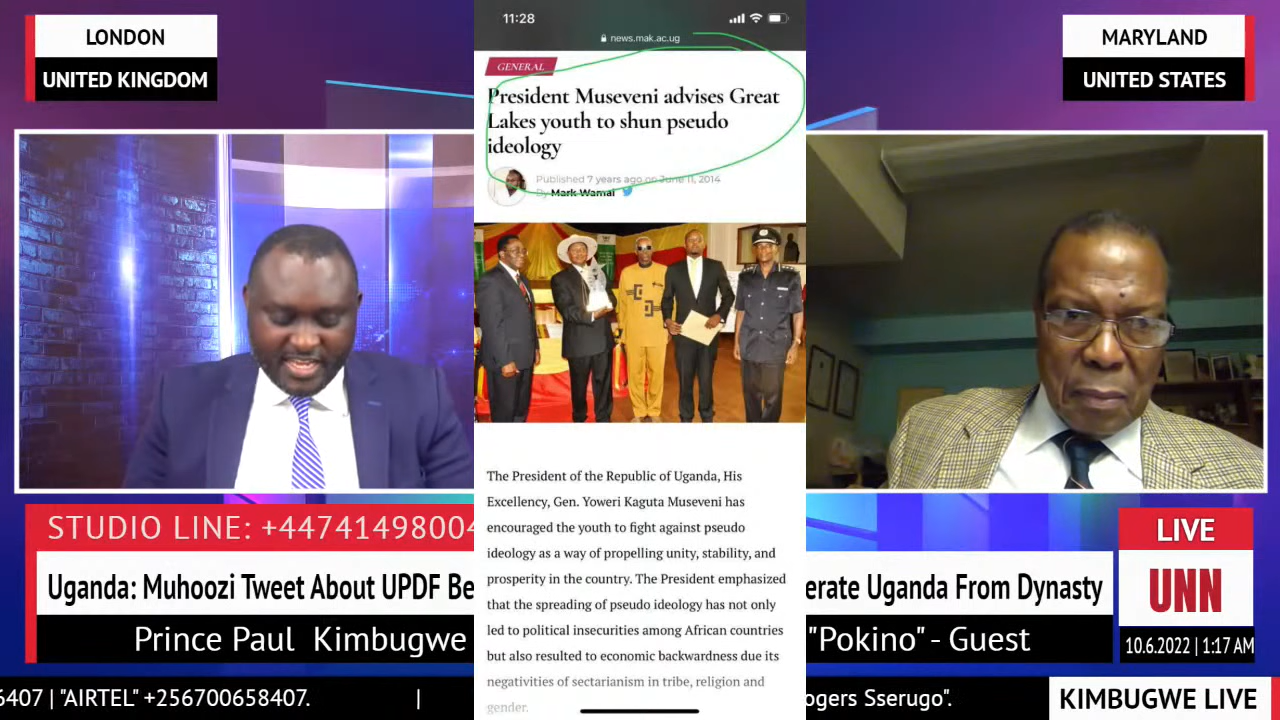 LONDON
UNITED KINGDOM
11:28
news.mak.ac.ug
MARYLAND
UNITED STATES
GENERAL
President Museveni advises Great
Lakes youth to shun pseudo
ideology
Published 7 years ago on June 11, 2014
By Mark Wamai
The President of the Republic of Uganda, His
Excellency, Gen. Yoweri Kaguta Museveni has
encouraged the youth to fight against pseudo
ideology as a way of propelling unity, stability, and
prosperity in the country. The President emphasized
that the spreading of pseudo ideology has not only
led to political insecurities among African countries
but also resulted to economic backwardness due its
negativities of sectarianism in tribe, religion and
gender.
STUDIO LINE: +4474149800
Uganda: Muhoozi Tweet About UPDF Be
erate Uganda From Dynasty
Prince Paul Kimbugwe
"Pokino" - Guest
LIVE
UNN
10.6.2022 | 1:17 AM
6407 | "AIRTEL" +256700658407. |
ogers Sserugo".
KIMBUGWE LIVE